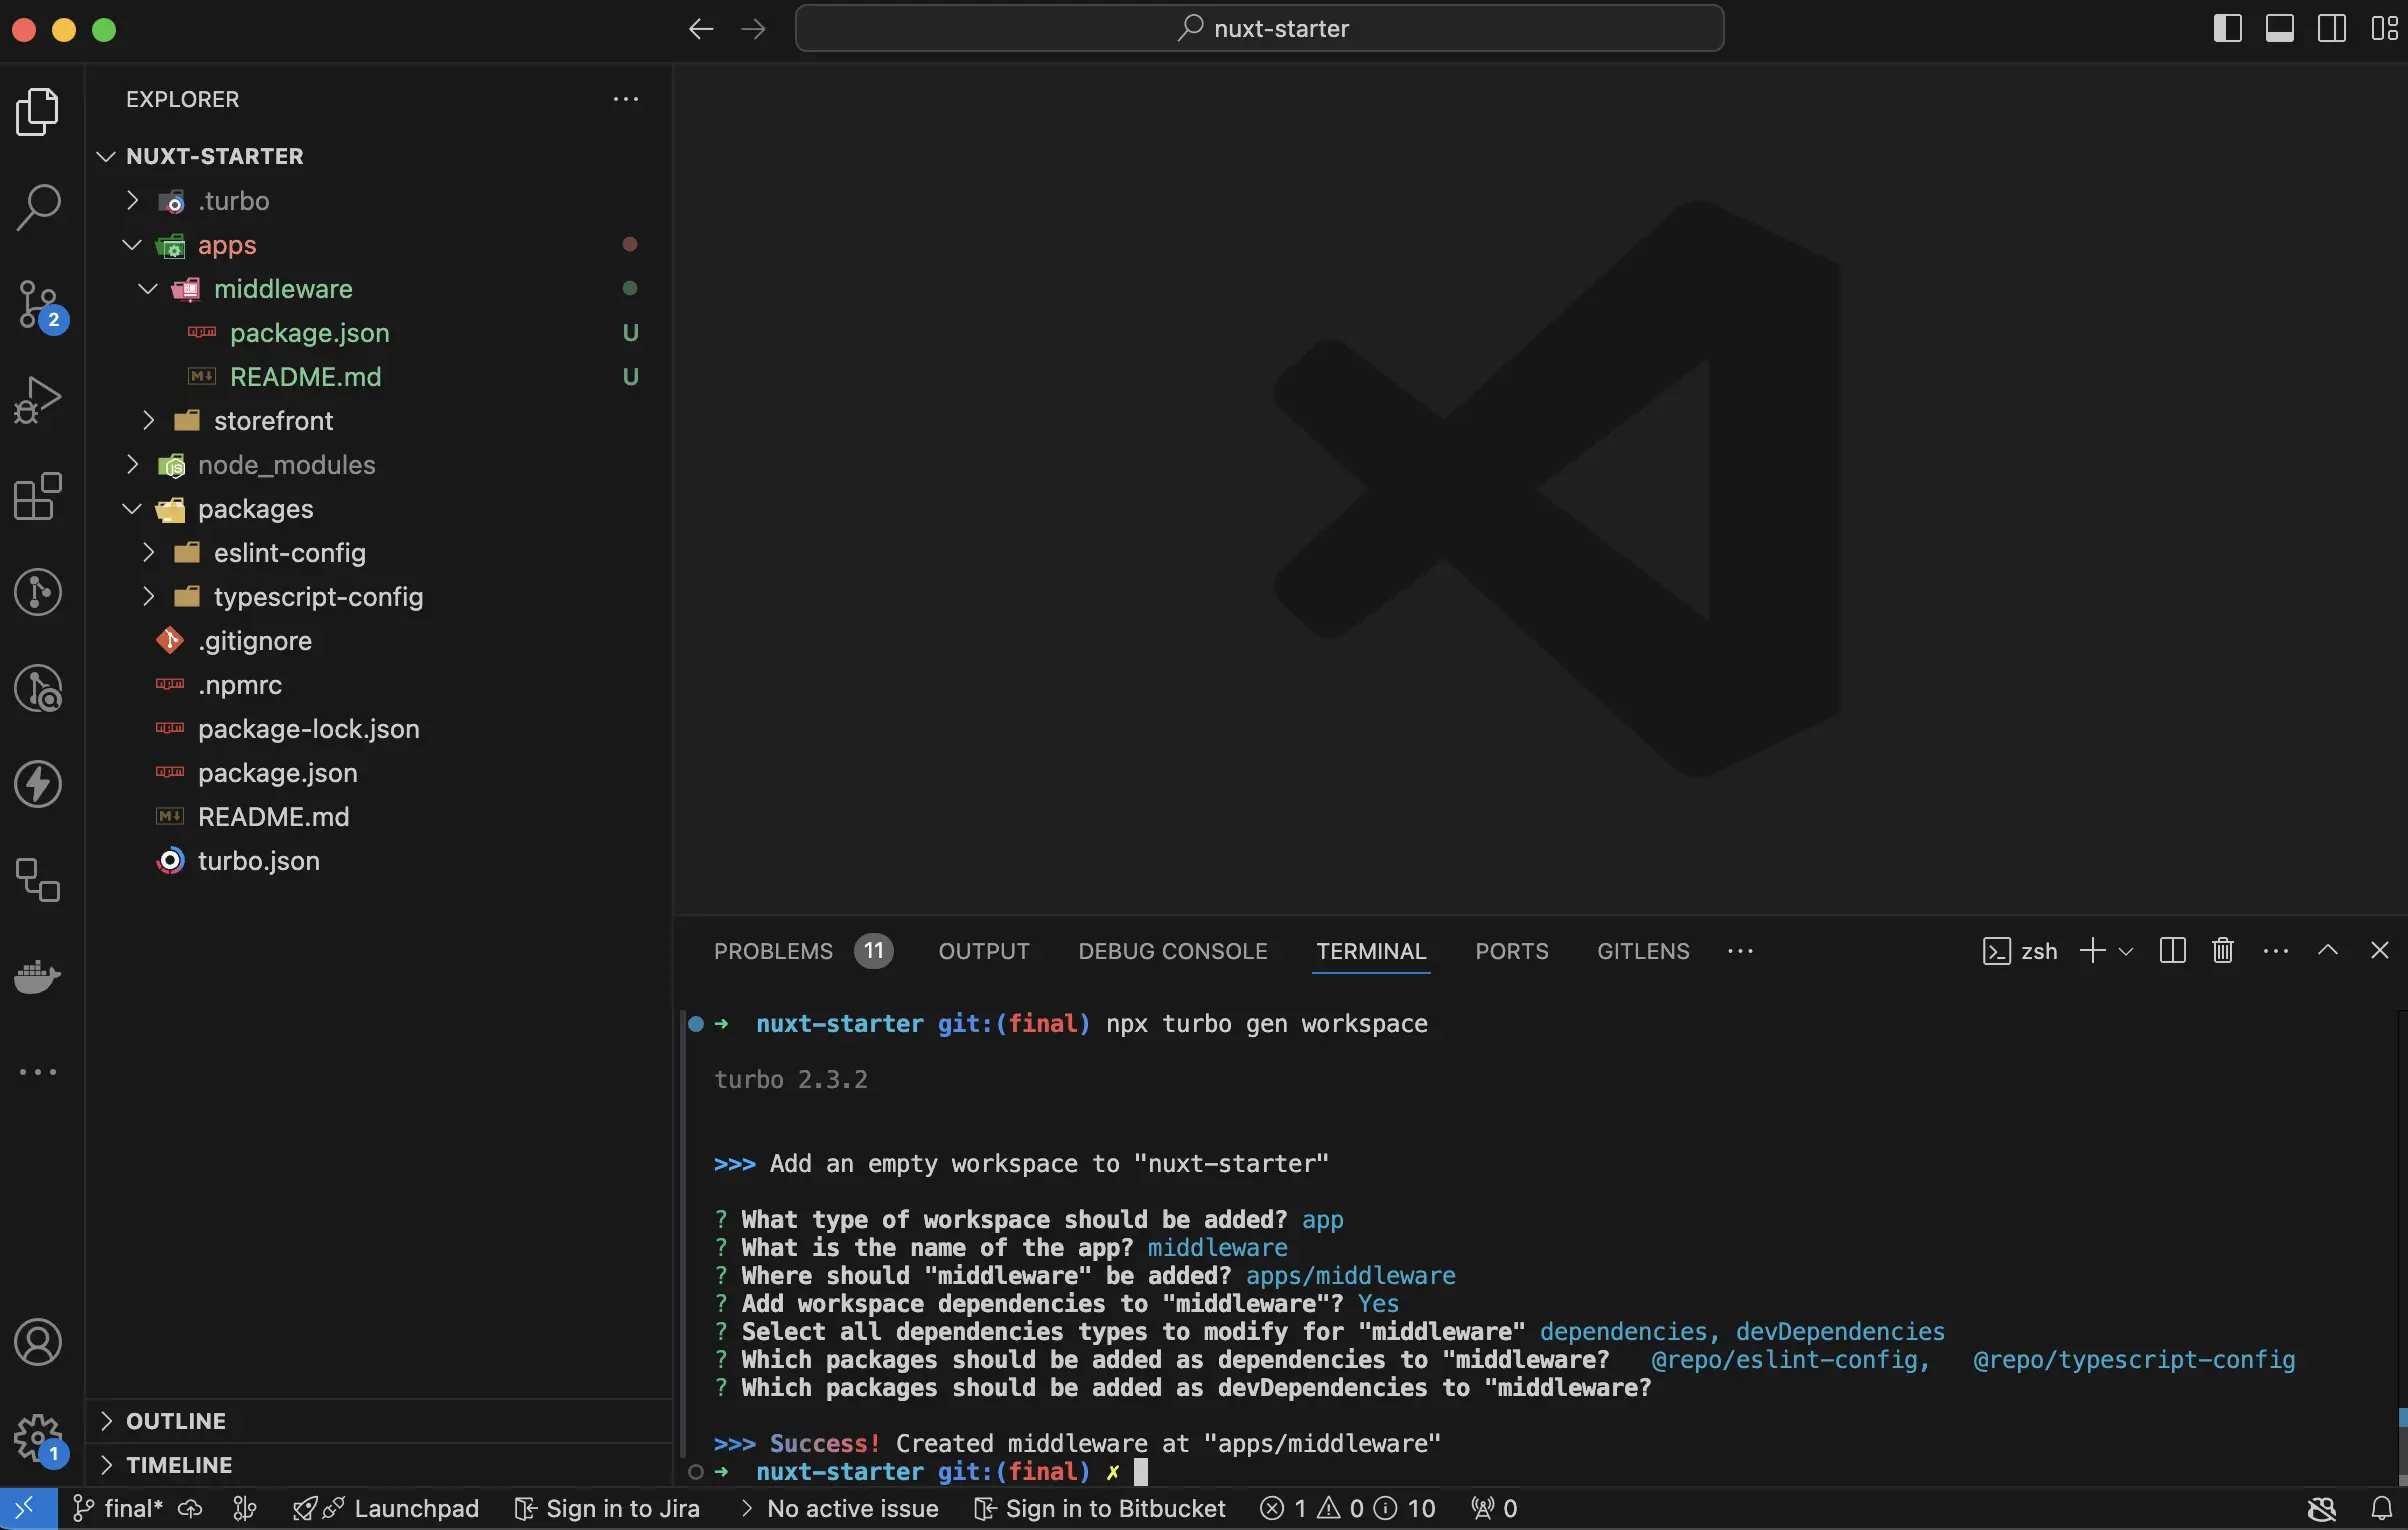 nuxt-starter
EXPLORER
NUXT-STARTER
.turbo
apps
middleware
package.json U
README.md U
storefront
node_modules
packages
eslint-config
typescript-config
.gitignore
.npmrc
package-lock.json
package.json
README.md
turbo.json
OUTLINE
TIMELINE
2
1
PROBLEMS 11 OUTPUT DEBUG CONSOLE TERMINAL PORTS GITLENS zsh
➜ nuxt-starter git:(final) npx turbo gen workspace
turbo 2.3.2
>>> Add an empty workspace to "nuxt-starter"
? What type of workspace should be added? app
? What is the name of the app? middleware
? Where should "middleware" be added? apps/middleware
? Add workspace dependencies to "middleware"? Yes
? Select all dependencies types to modify for "middleware" dependencies, devDependencies
? Which packages should be added as dependencies to "middleware? @repo/eslint-config, @repo/typescript-config
? Which packages should be added as devDependencies to "middleware?
>>> Success! Created middleware at "apps/middleware"
➜ nuxt-starter git:(final) ✗
final* Launchpad Sign in to Jira No active issue Sign in to Bitbucket 1 0 10 0